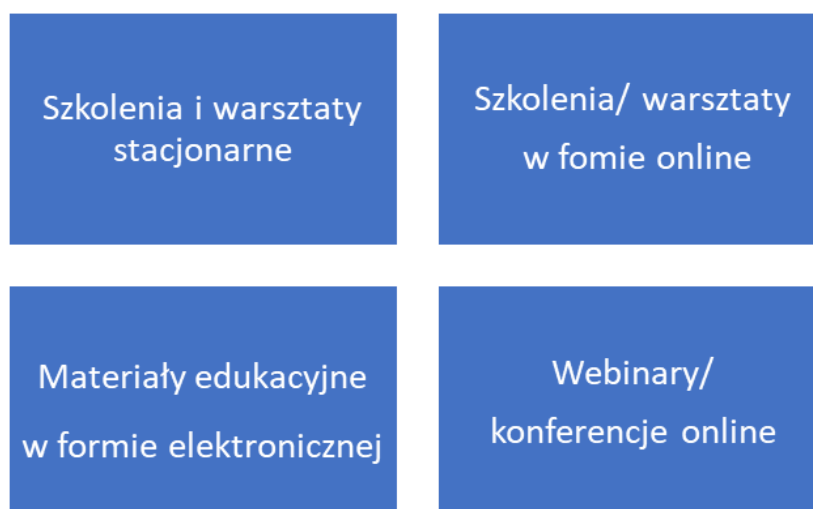 Szkolenia i warsztaty
stacjonarne
Szkolenia/ warsztaty
w fomie online
Materiały edukacyjne
w formie elektronicznej
Webinary/
konferencje online